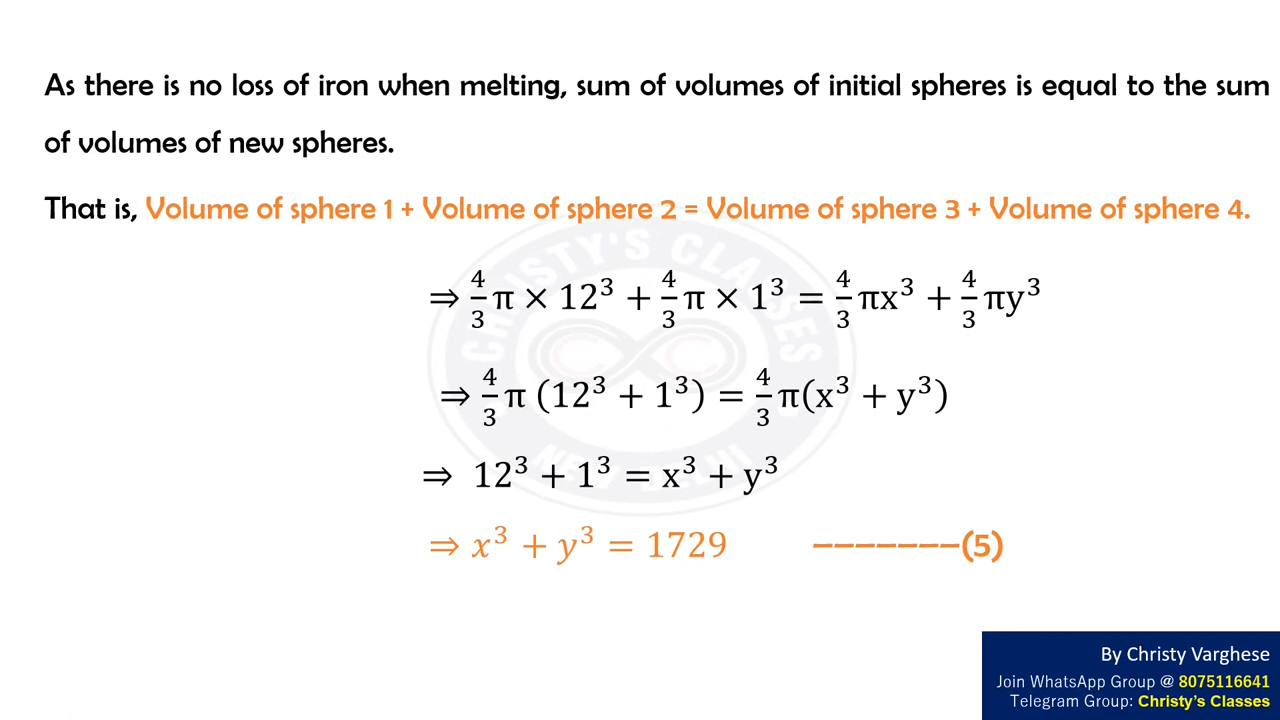 As there is no loss of iron when melting, sum of volumes of initial spheres is equal to the sum
of volumes of new spheres.
That is, Volume of sphere 1 + Volume of sphere 2 = Volume of sphere 3 + Volume of sphere 4.
⇒ 4/3 π × 12³ + 4/3 π × 1³ = 4/3 πx³ + 4/3 πy³
⇒ 4/3 π (12³ + 1³) = 4/3 π(x³ + y³)
⇒ 12³ + 1³ = x³ + y³
⇒ x³ + y³ = 1729 −−−−−−−(5)
CHRISTY'S CLASSES
By Christy Varghese
Join WhatsApp Group @ 8075116641
Telegram Group: Christy's Classes